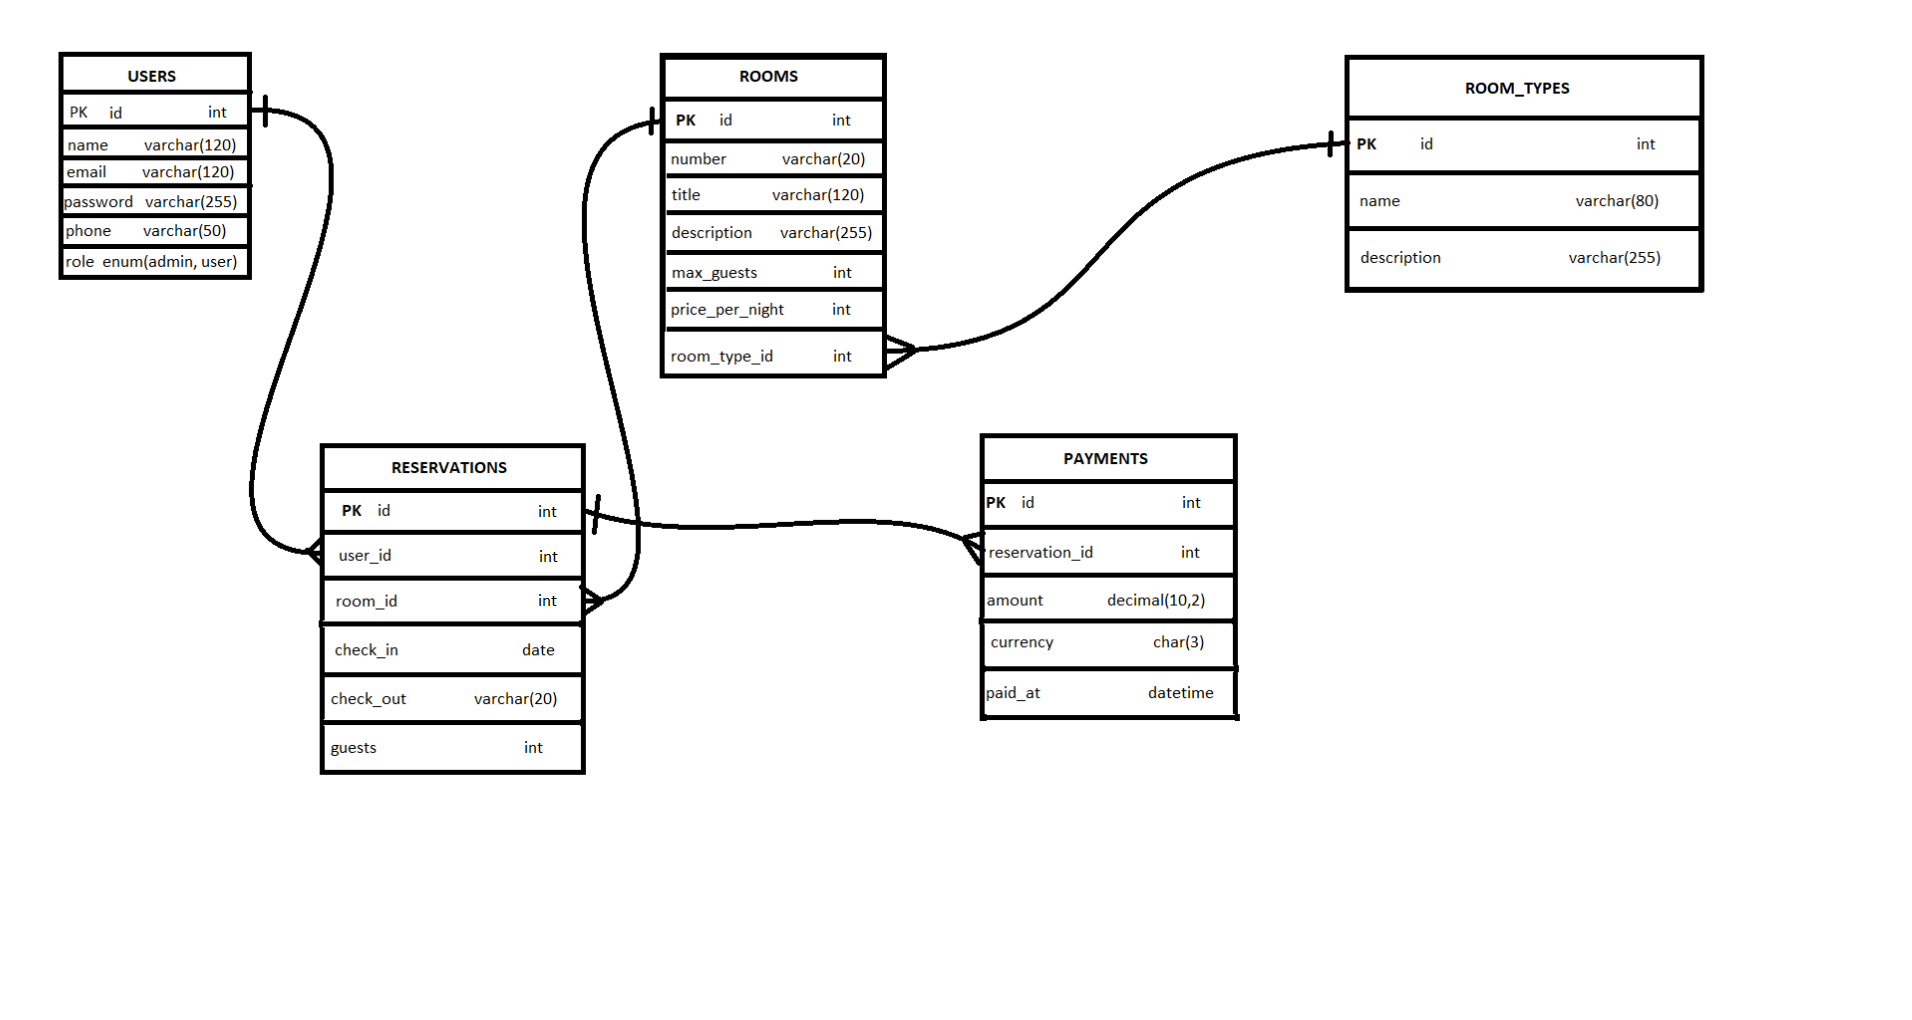 USERS
PK id int
name varchar(120)
email varchar(120)
password varchar(255)
phone varchar(50)
role enum(admin, user)
ROOMS
PK id int
number varchar(20)
title varchar(120)
description varchar(255)
max_guests int
price_per_night int
room_type_id int
ROOM_TYPES
PK id int
name varchar(80)
description varchar(255)
RESERVATIONS
PK id int
user_id int
room_id int
check_in date
check_out varchar(20)
guests int
PAYMENTS
PK id int
reservation_id int
amount decimal(10,2)
currency char(3)
paid_at datetime